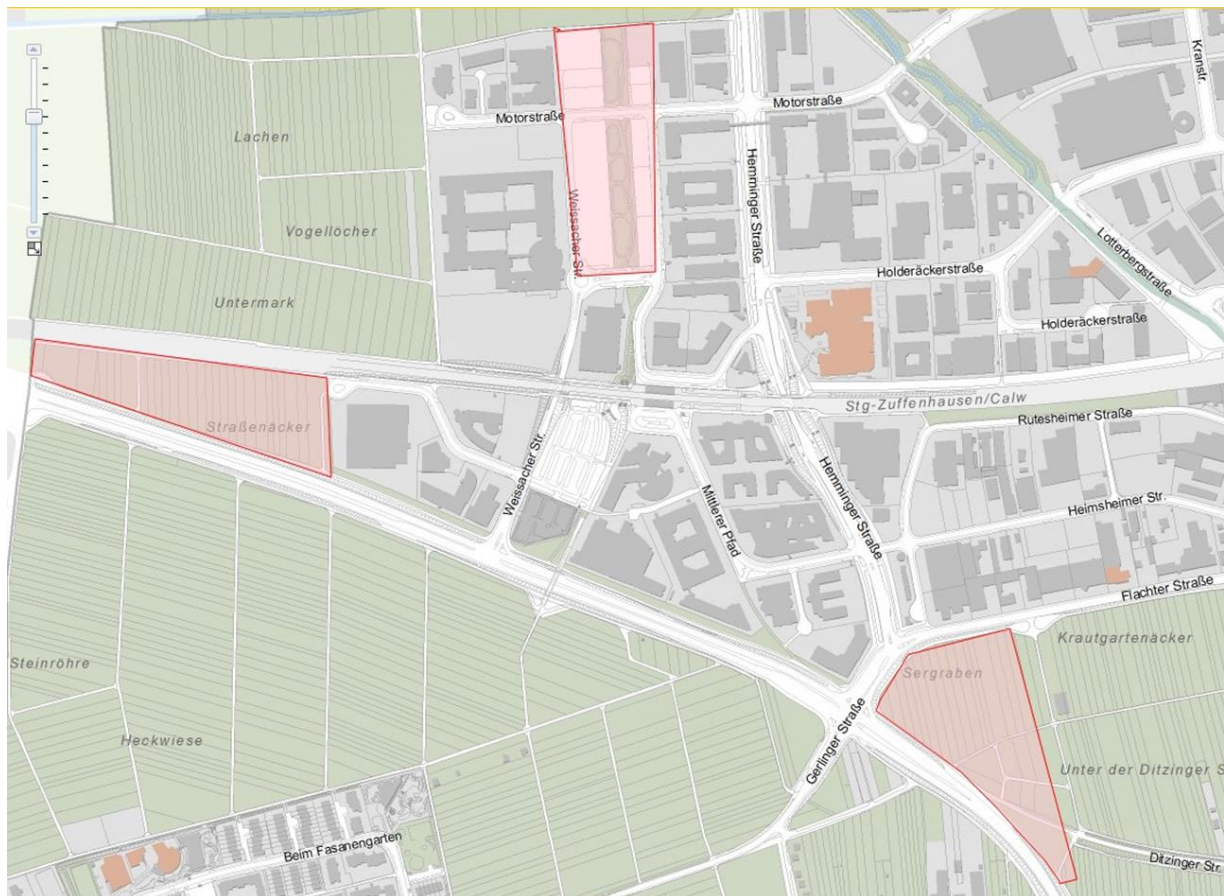 Kranstr.
Motorstraße
Motorstraße
Lachen
Hemminger Straße
Weissacher Str.
Vogellöcher
Lotterbergstraße
Holderäckerstraße
Untermark
Holderäckerstraße
Stg-Zuffenhausen/Calw
Rutesheimer Straße
Straßenäcker
Weissacher Str.
Mittlerer Pfad
Hemminger Straße
Heimsheimer Str.
Flachter Straße
Krautgartenäcker
Steinröhre
Sergraben
Heckwiese
Gerlinger Straße
Unter der Ditzinger S
Beim Fasanengarten
Ditzinger Str.